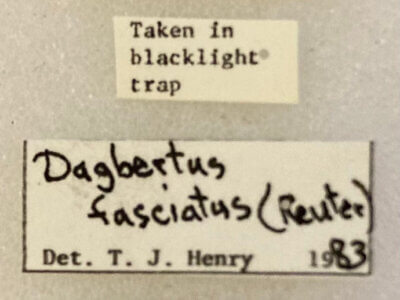 Taken in
blacklight
trap
Dagbertus
fasciatus (Reuter)
Det. T. J. Henry 1983